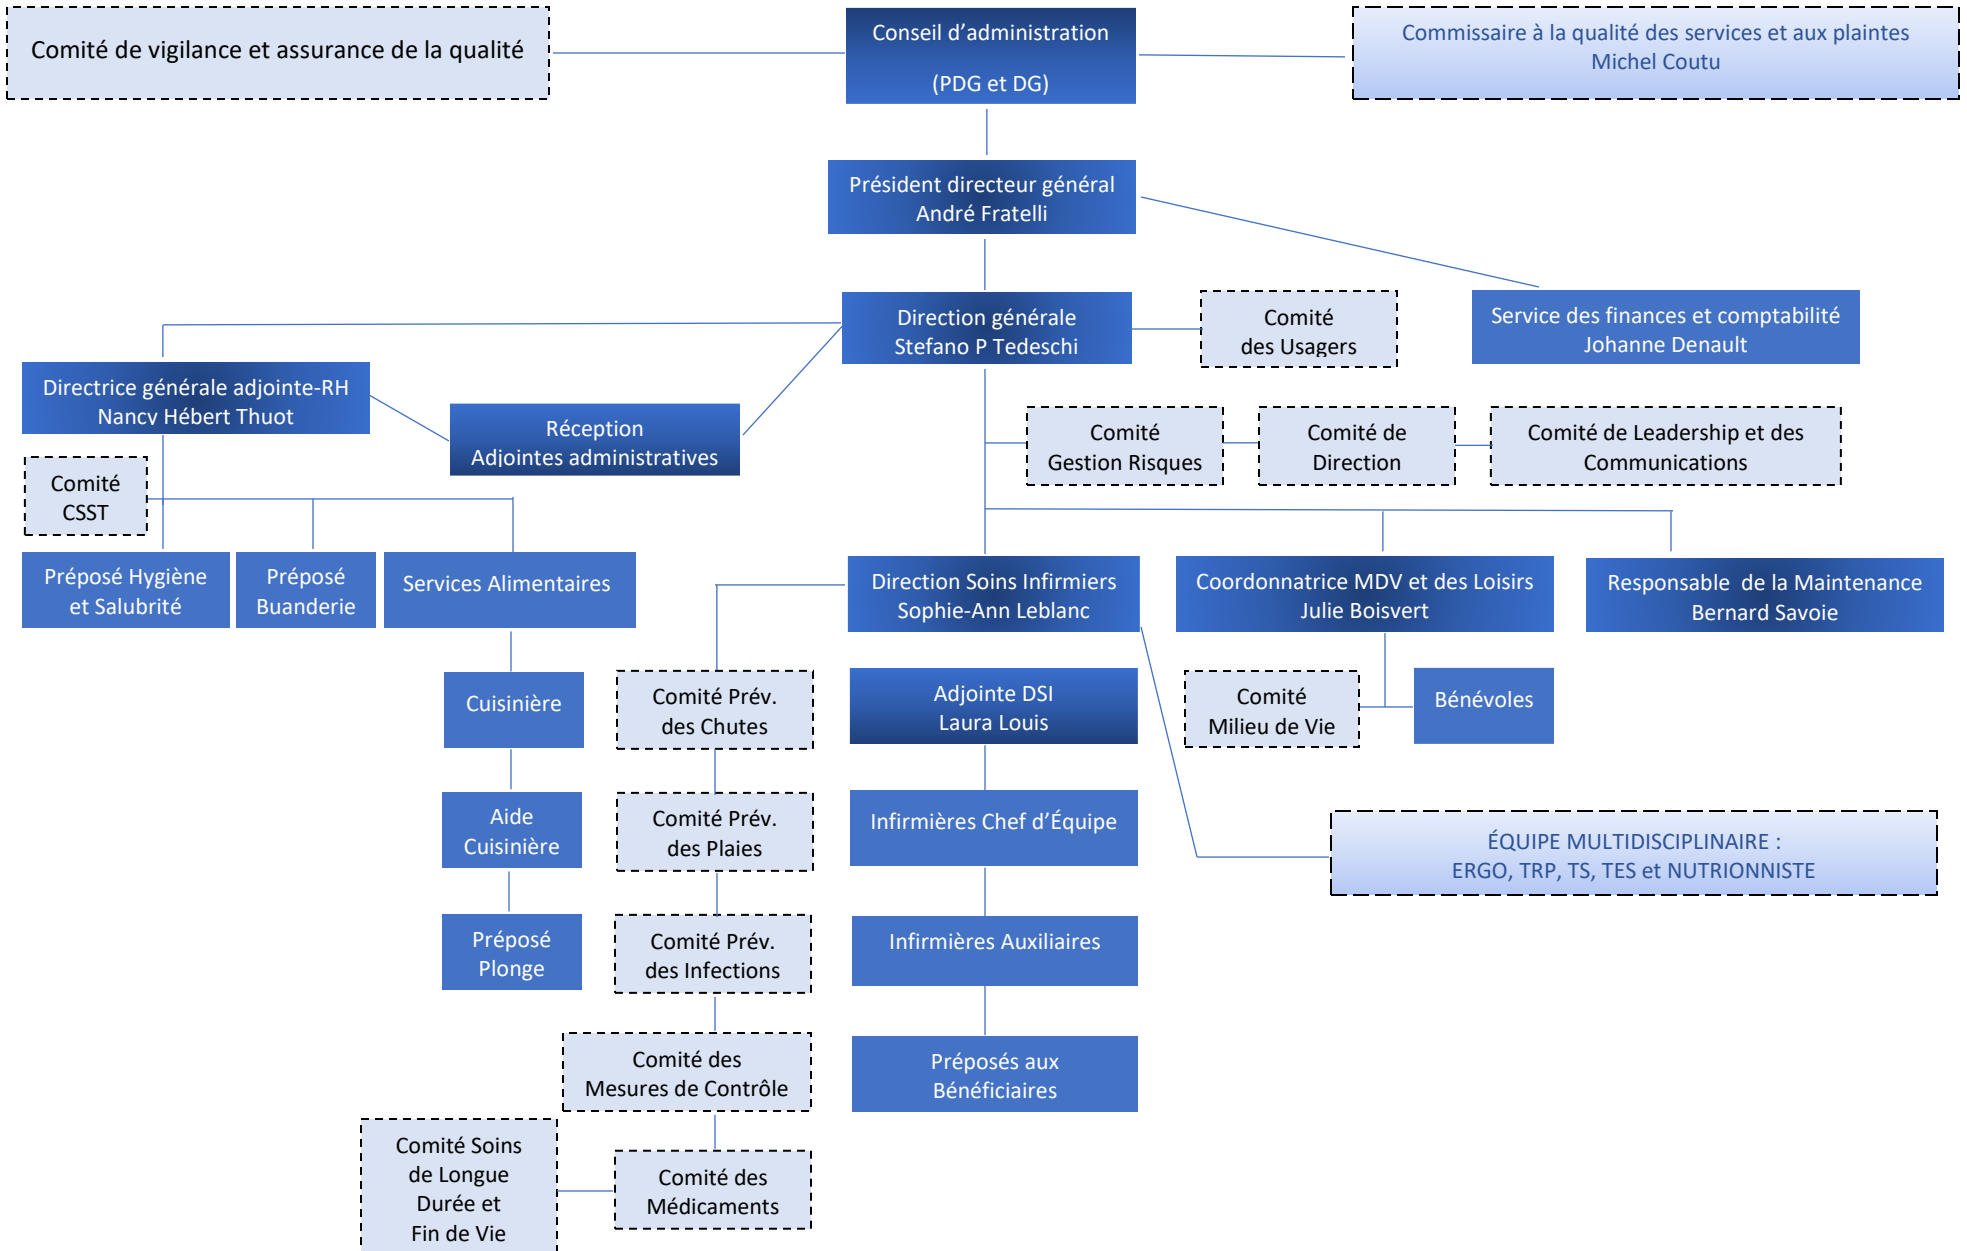 Comité de vigilance et assurance de la qualité
Conseil d’administration
(PDG et DG)
Commissaire à la qualité des services et aux plaintes
Michel Coutu
Président directeur général
André Fratelli
Direction générale
Stefano P Tedeschi
Comité
des Usagers
Service des finances et comptabilité
Johanne Denault
Directrice générale adjointe-RH
Nancy Hébert Thuot
Réception
Adjointes administratives
Comité
Gestion Risques
Comité de
Direction
Comité de Leadership et des
Communications
Comité
CSST
Préposé Hygiène
et Salubrité
Préposé
Buanderie
Services Alimentaires
Direction Soins Infirmiers
Sophie-Ann Leblanc
Coordonnatrice MDV et des Loisirs
Julie Boisvert
Responsable  de la Maintenance
Bernard Savoie
Cuisinière
Comité Prév.
des Chutes
Adjointe DSI
Laura Louis
Comité
Milieu de Vie
Bénévoles
Aide
Cuisinière
Comité Prév.
des Plaies
Infirmières Chef d’Équipe
ÉQUIPE MULTIDISCIPLINAIRE :
ERGO, TRP, TS, TES et NUTRIONNISTE
Préposé
Plonge
Comité Prév.
des Infections
Infirmières Auxiliaires
Comité des
Mesures de Contrôle
Préposés aux
Bénéficiaires
Comité Soins
de Longue
Durée et
Fin de Vie
Comité des
Médicaments